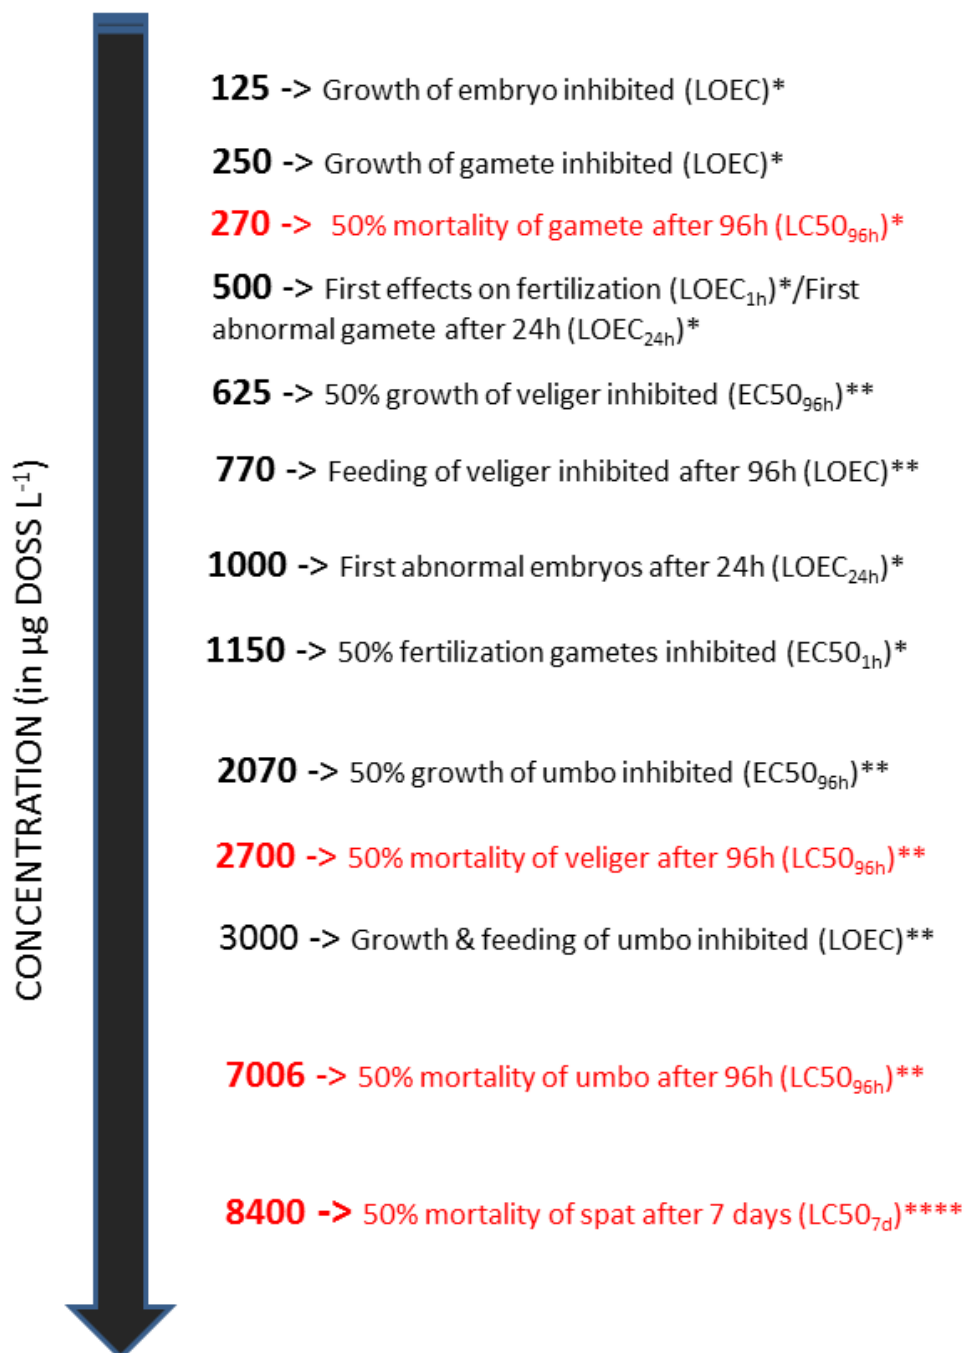 125 -> Growth of embryo inhibited (LOEC)*
250 -> Growth of gamete inhibited (LOEC)*
270 -> 50% mortality of gamete after 96h (LC50₉₆ₕ)*
500 -> First effects on fertilization (LOEC₁ₕ)*/First
abnormal gamete after 24h (LOEC₂₄ₕ)*
625 -> 50% growth of veliger inhibited (EC50₉₆ₕ)**
770 -> Feeding of veliger inhibited after 96h (LOEC)**
1000 -> First abnormal embryos after 24h (LOEC₂₄ₕ)*
1150 -> 50% fertilization gametes inhibited (EC50₁ₕ)*
2070 -> 50% growth of umbo inhibited (EC50₉₆ₕ)**
2700 -> 50% mortality of veliger after 96h (LC50₉₆ₕ)**
3000 -> Growth & feeding of umbo inhibited (LOEC)**
7006 -> 50% mortality of umbo after 96h (LC50₉₆ₕ)**
8400 -> 50% mortality of spat after 7 days (LC50₇d)****
CONCENTRATION (in µg DOSS L⁻¹)